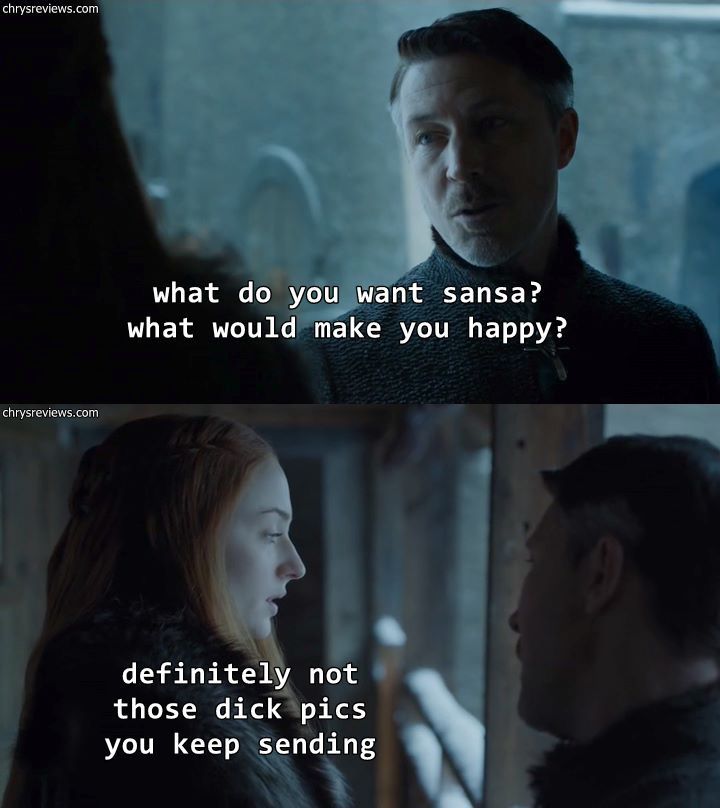 chrysreviews.com
what do you want sansa?
what would make you happy?
chrysreviews.com
definitely not
those dick pics
you keep sending